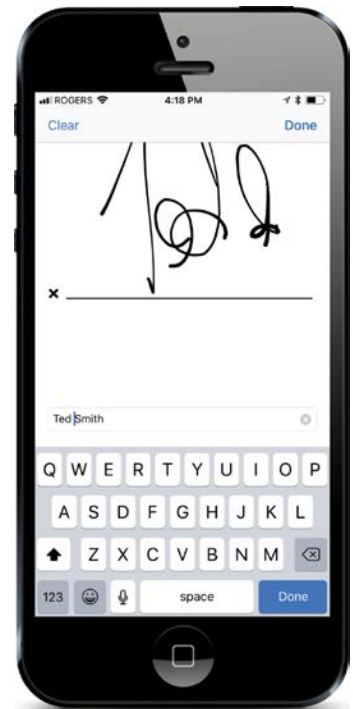 ROGERS 4:18 PM
Clear Done
×
Ted Smith
Q W E R T Y U I O P
A S D F G H J K L
Z X C V B N M
123 space Done